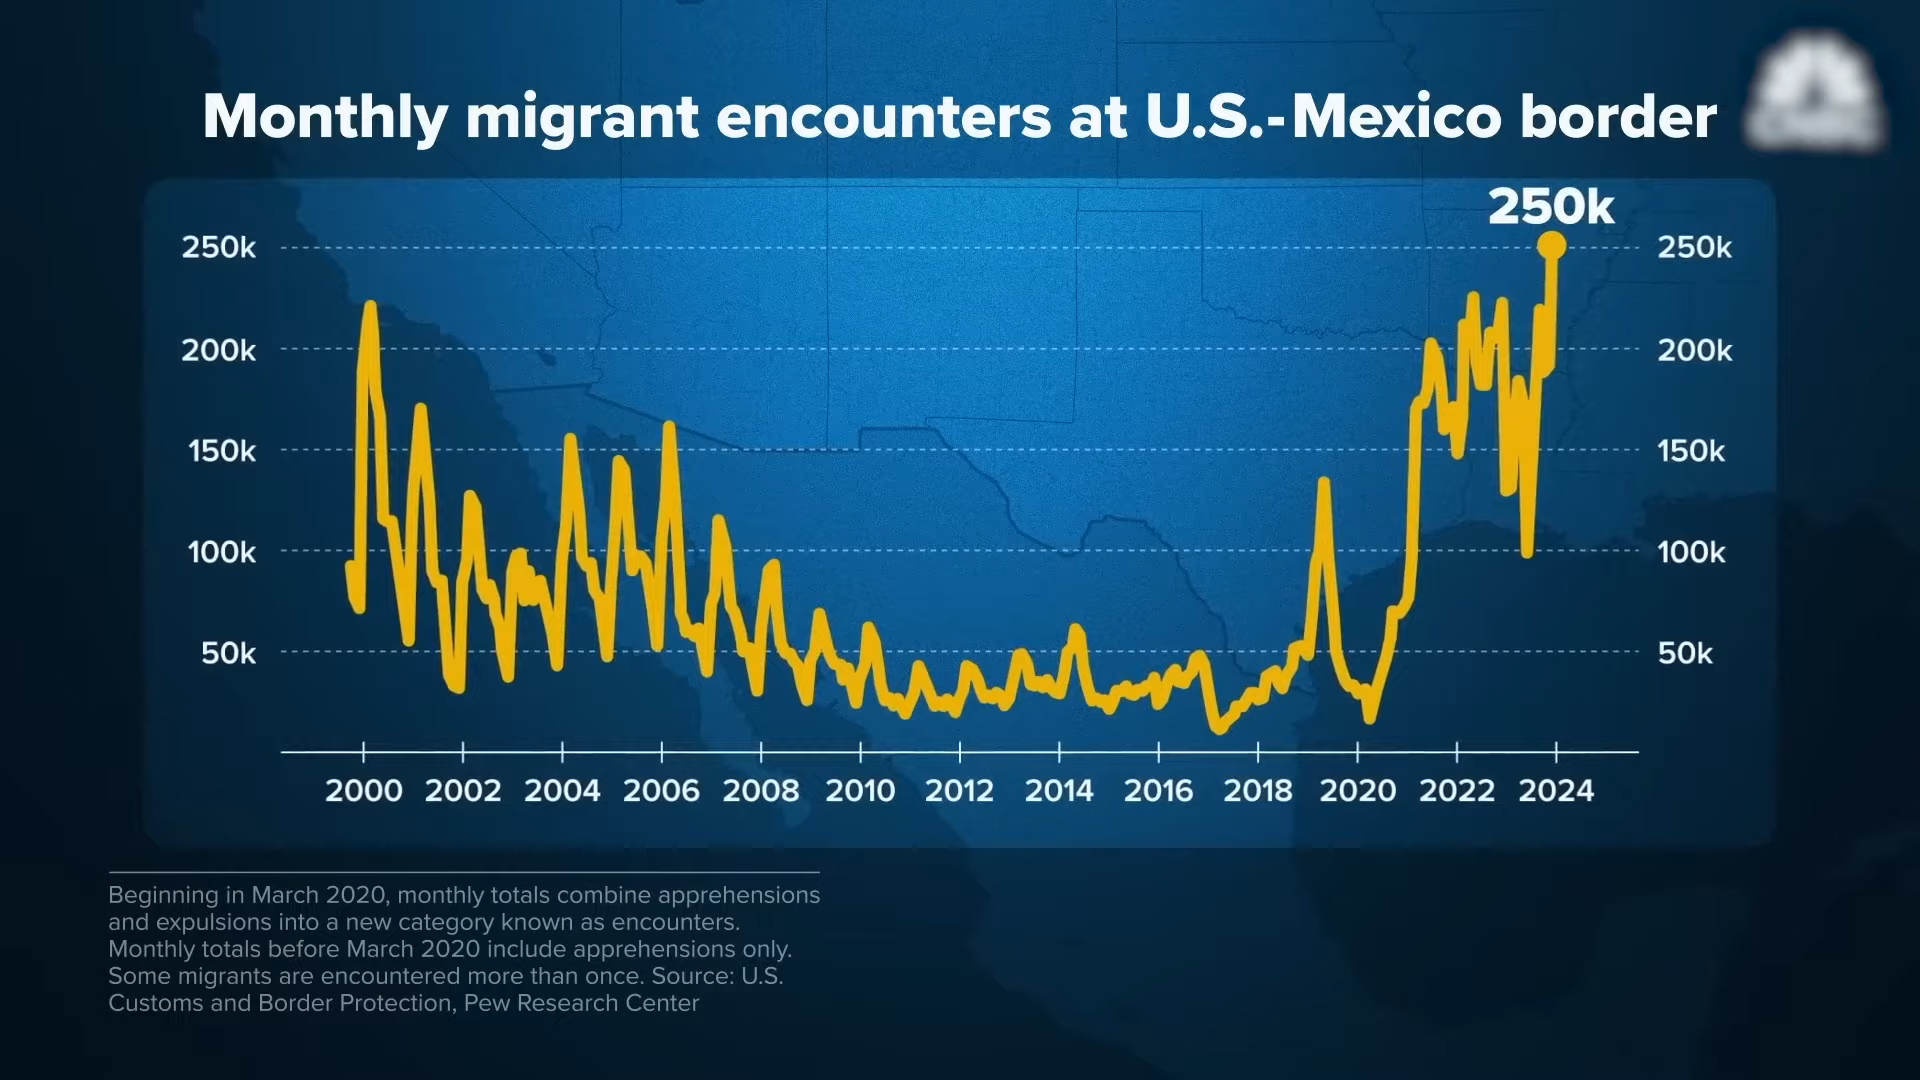 Monthly migrant encounters at U.S.-Mexico border
250k
250k 250k
200k 200k
150k 150k
100k 100k
50k 50k
2000 2002 2004 2006 2008 2010 2012 2014 2016 2018 2020 2022 2024
Beginning in March 2020, monthly totals combine apprehensions
and expulsions into a new category known as encounters.
Monthly totals before March 2020 include apprehensions only.
Some migrants are encountered more than once. Source: U.S.
Customs and Border Protection, Pew Research Center